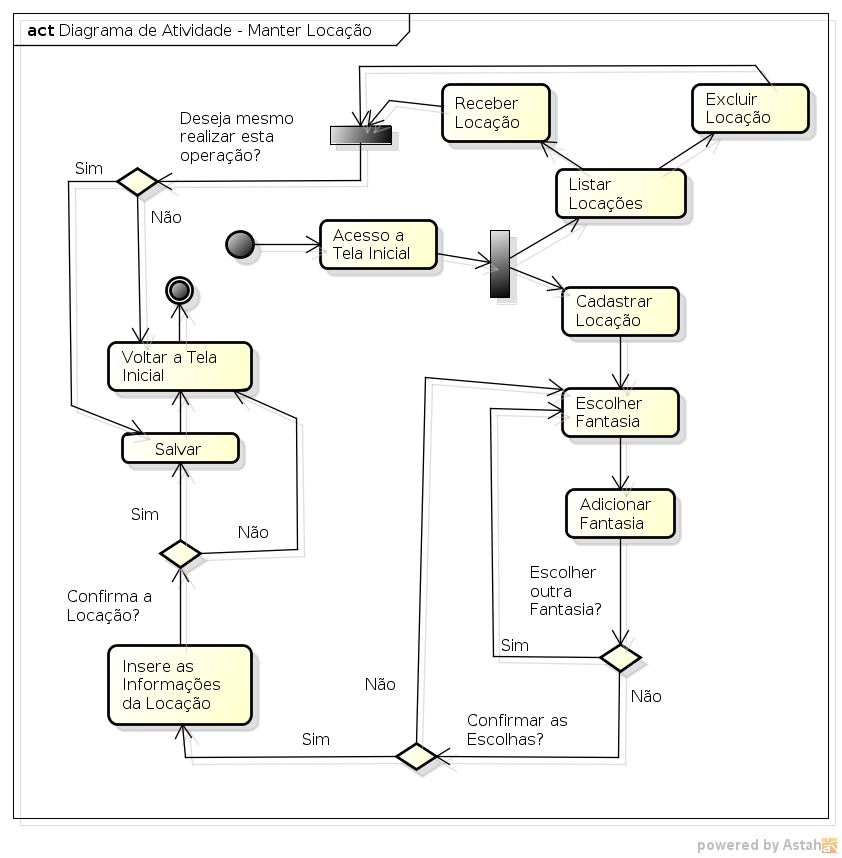 act Diagrama de Atividade - Manter Locação
Receber
Locação
Excluir
Locação
Deseja mesmo
realizar esta
operação?
Sim
Não
Listar
Locações
Acesso a
Tela Inicial
Cadastrar
Locação
Voltar a Tela
Inicial
Escolher
Fantasia
Salvar
Adicionar
Fantasia
Sim
Não
Escolher
outra
Fantasia?
Confirma a
Locação?
Sim
Não
Insere as
Informações
da Locação
Não
Confirmar as
Escolhas?
Sim
powered by Astah